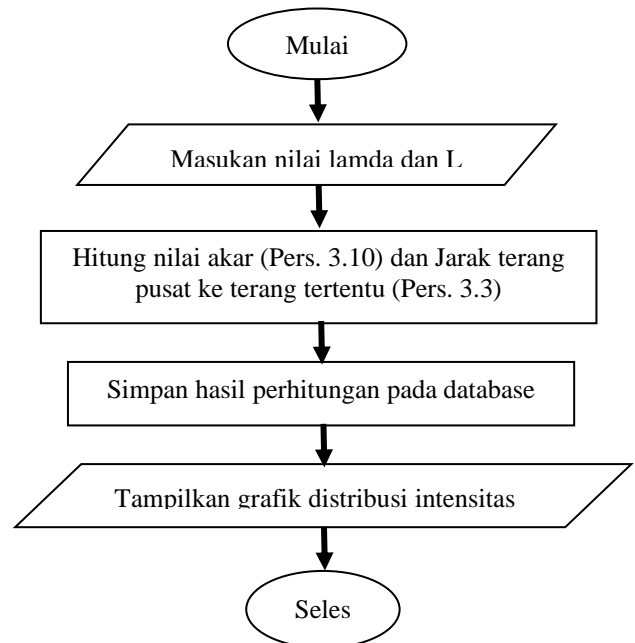 Mulai
Masukan nilai lamda dan L
Hitung nilai akar (Pers. 3.10) dan Jarak terang
pusat ke terang tertentu (Pers. 3.3)
Simpan hasil perhitungan pada database
Tampilkan grafik distribusi intensitas
Seles